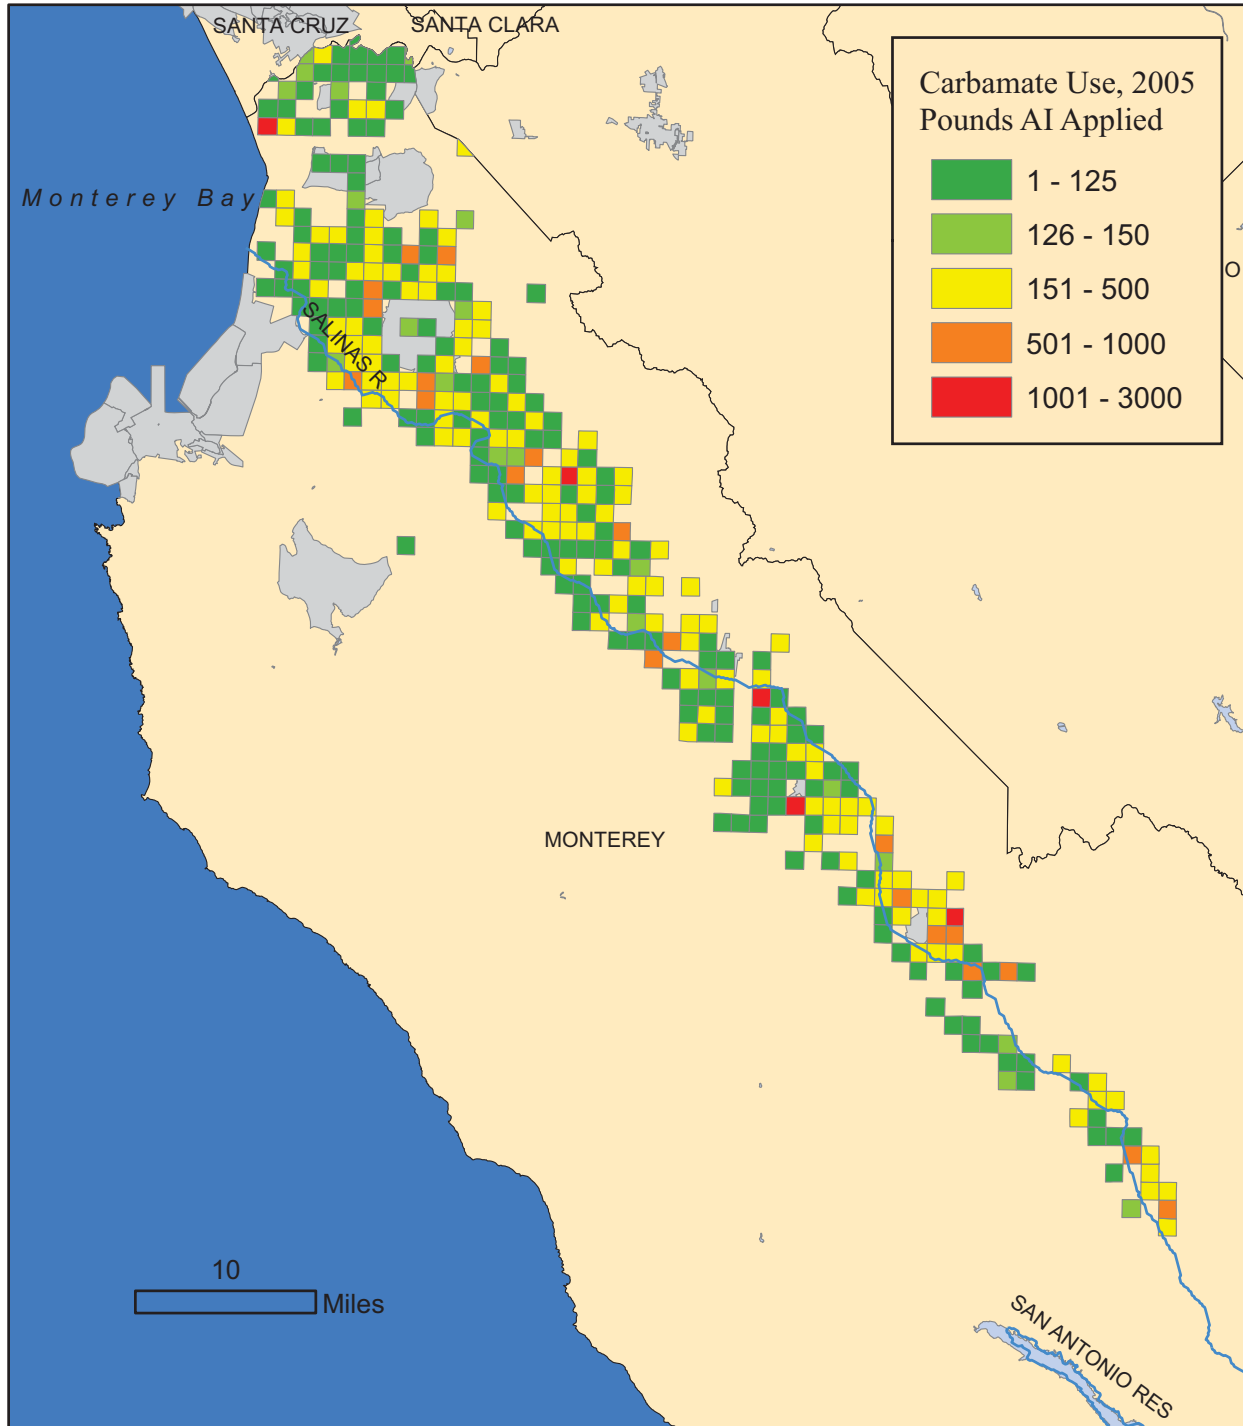 SANTA CRUZ
SANTA CLARA
Carbamate Use, 2005
Pounds AI Applied
1 - 125
126 - 150
151 - 500
501 - 1000
1001 - 3000
Monterey Bay
O
SALINAS R
MONTEREY
10
Miles
SAN ANTONIO RES